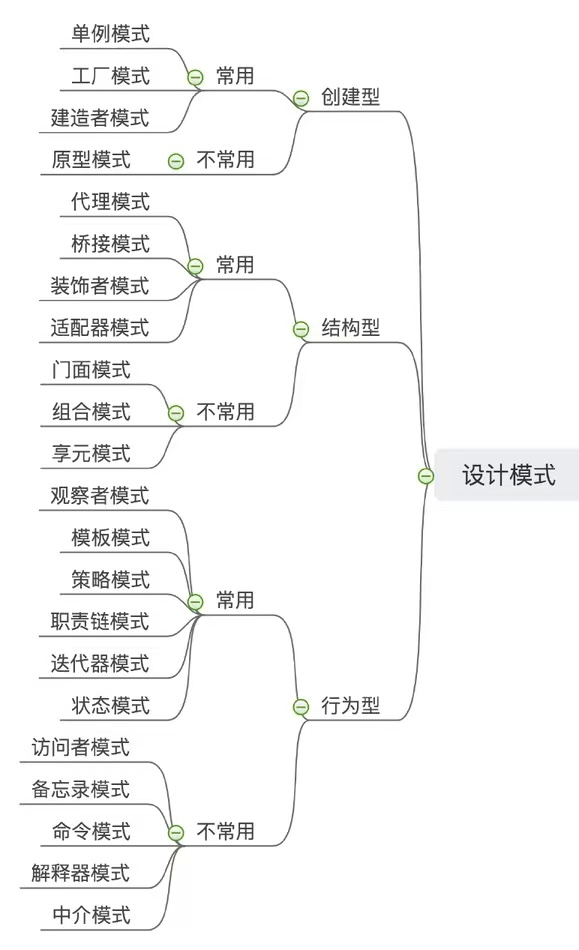 单例模式
工厂模式
常用
创建型
建造者模式
原型模式
不常用
代理模式
桥接模式
常用
装饰者模式
适配器模式
结构型
门面模式
组合模式
不常用
享元模式
设计模式
观察者模式
模板模式
策略模式
常用
职责链模式
迭代器模式
状态模式
行为型
访问者模式
备忘录模式
命令模式
不常用
解释器模式
中介模式